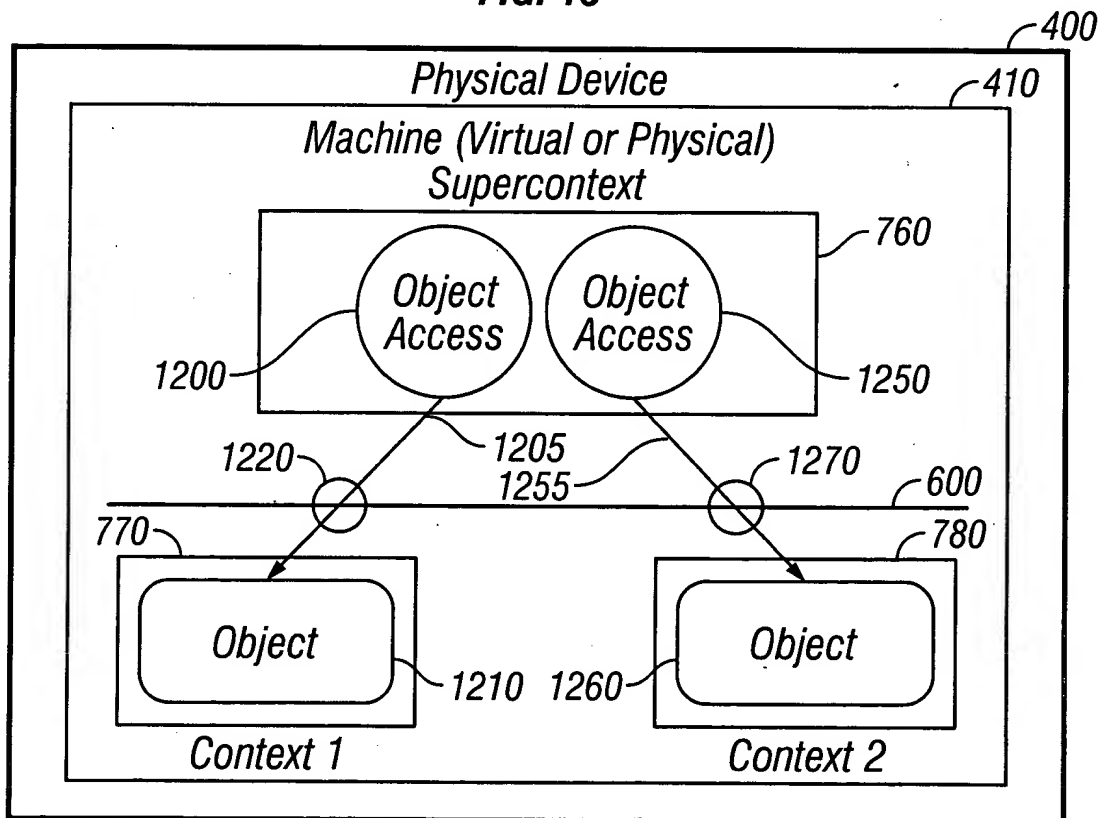 400
Physical Device
410
Machine (Virtual or Physical)
Supercontext
760
Object
Access
Object
Access
1200
1250
1205
1220
1255
1270
600
770
780
Object
1210
1260
Object
Context 1
Context 2